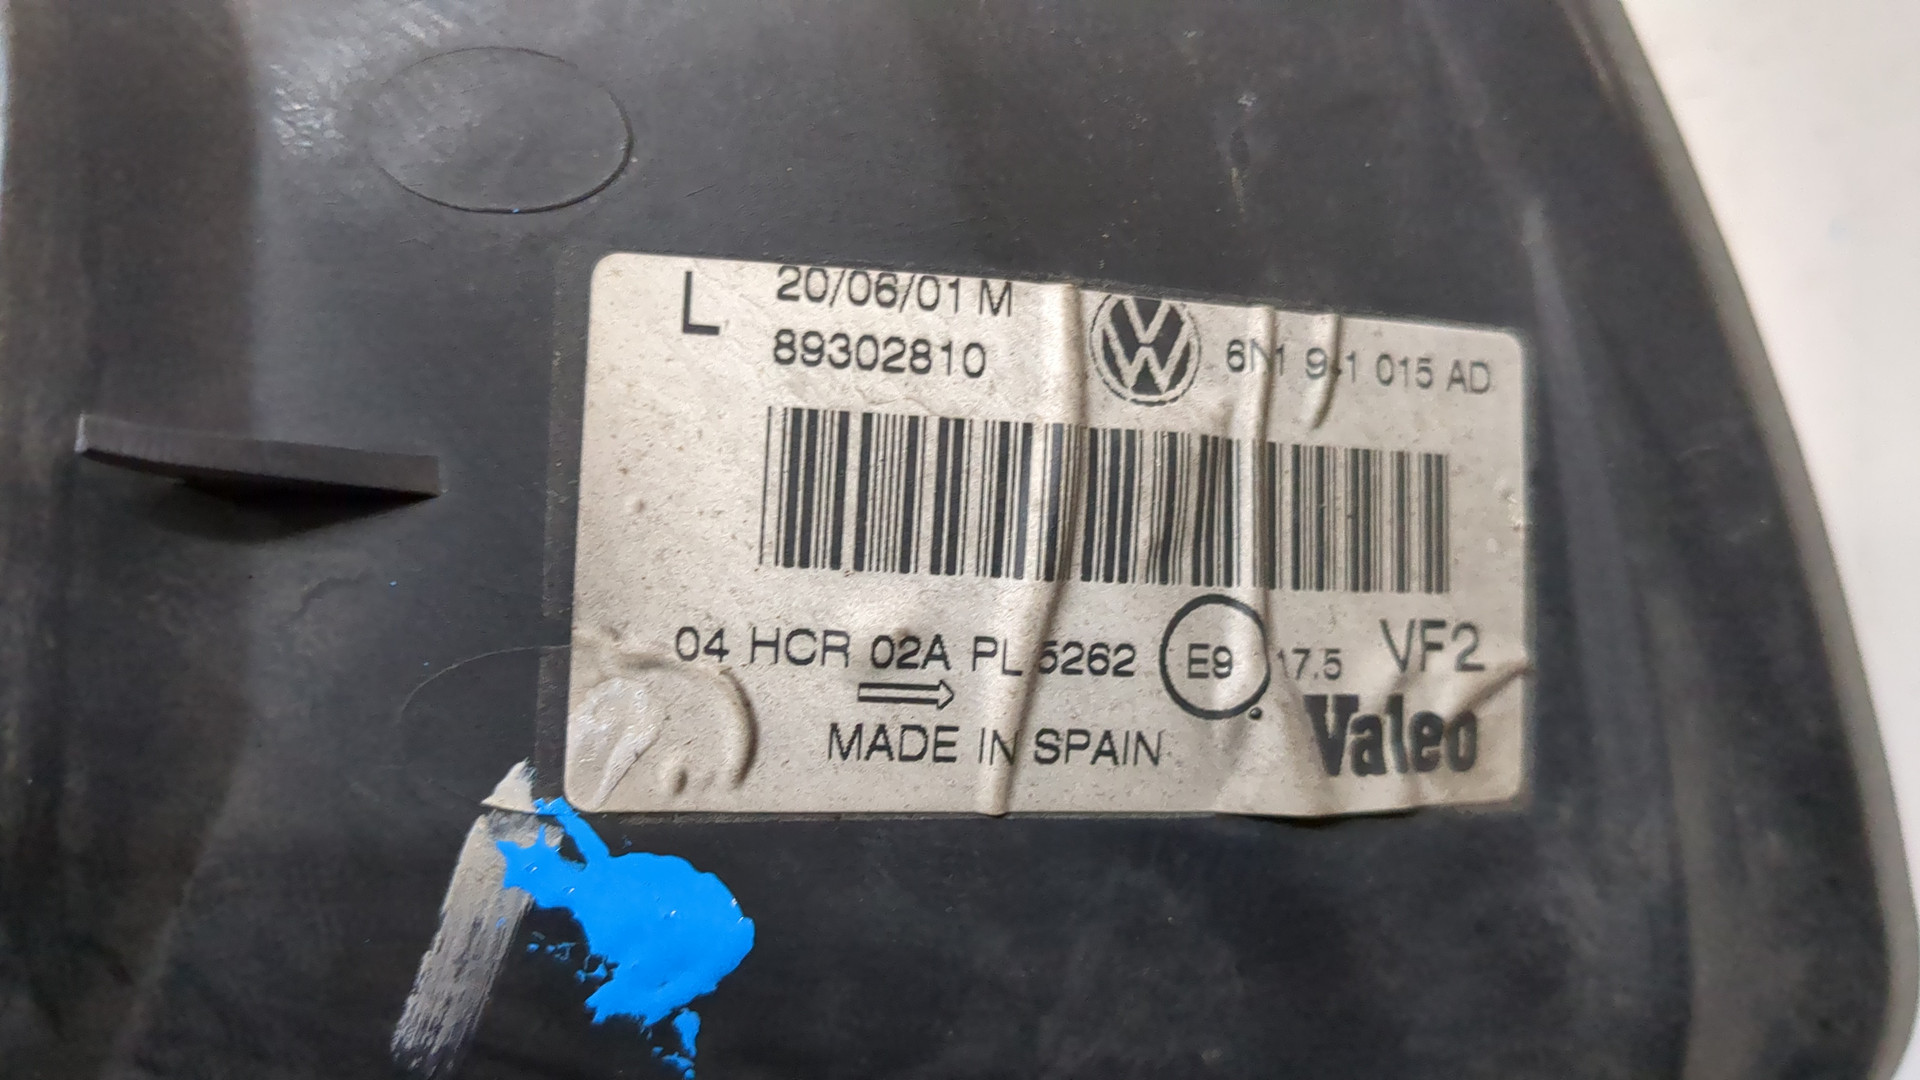 L 20/06/01 M
89302810
6N1 941 015 AD
04 HCR 02A PL 5262 E9 17.5 VF2
MADE IN SPAIN
Valeo